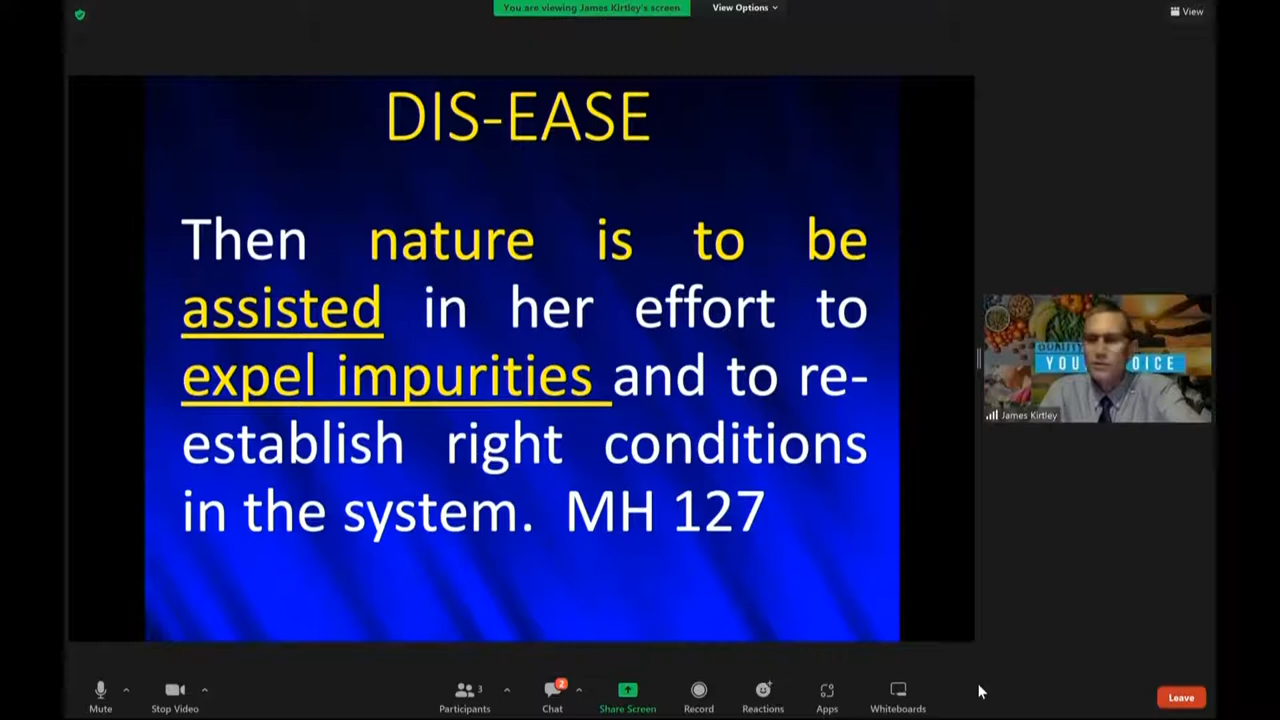 You are viewing James Kirtley's screen
View Options
View
DIS-EASE
Then nature is to be
assisted in her effort to
expel impurities and to re-
establish right conditions
in the system. MH 127
YOU OICE
James Kirtley
Mute
Stop Video
Participants
3
Chat
2
Share Screen
Record
Reactions
Apps
Whiteboards
Leave